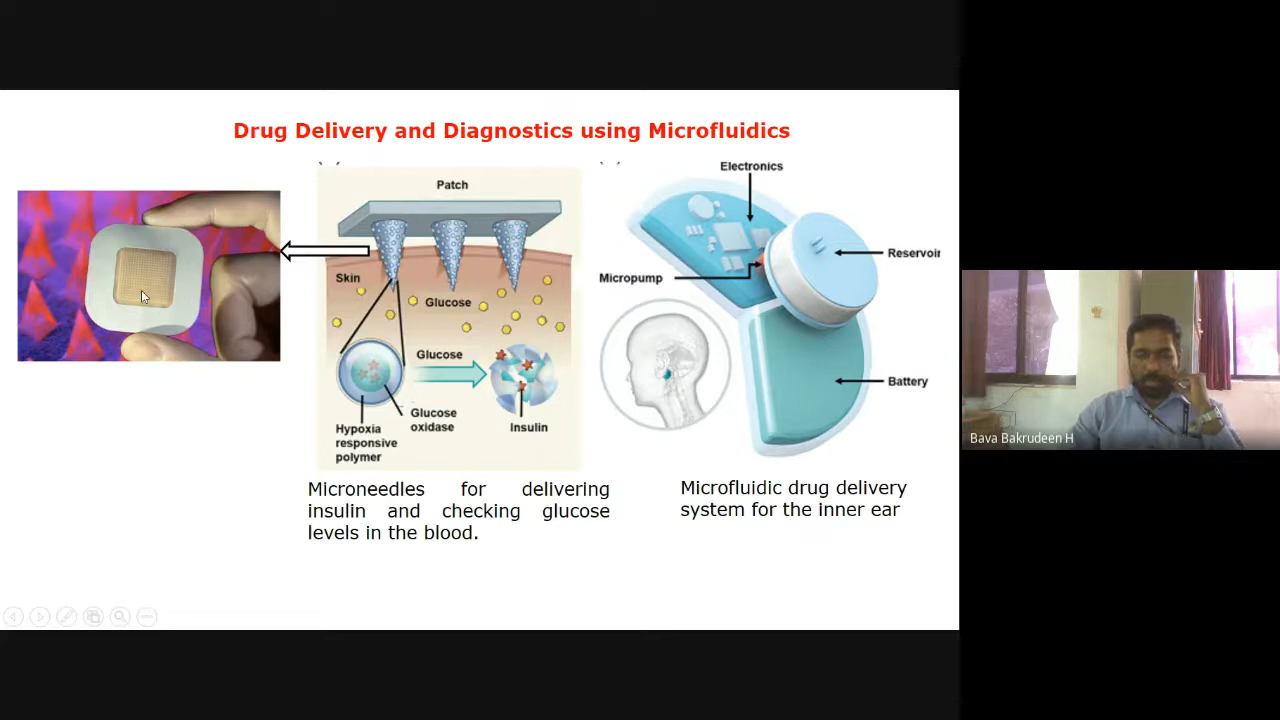 Drug Delivery and Diagnostics using Microfluidics
Patch
Skin
Glucose
Glucose
Glucose
oxidase
Hypoxia
responsive
polymer
Insulin
Microneedles for delivering
insulin and checking glucose
levels in the blood.
Electronics
Reservoir
Micropump
Battery
Microfluidic drug delivery
system for the inner ear
Bava Bakrudeen H